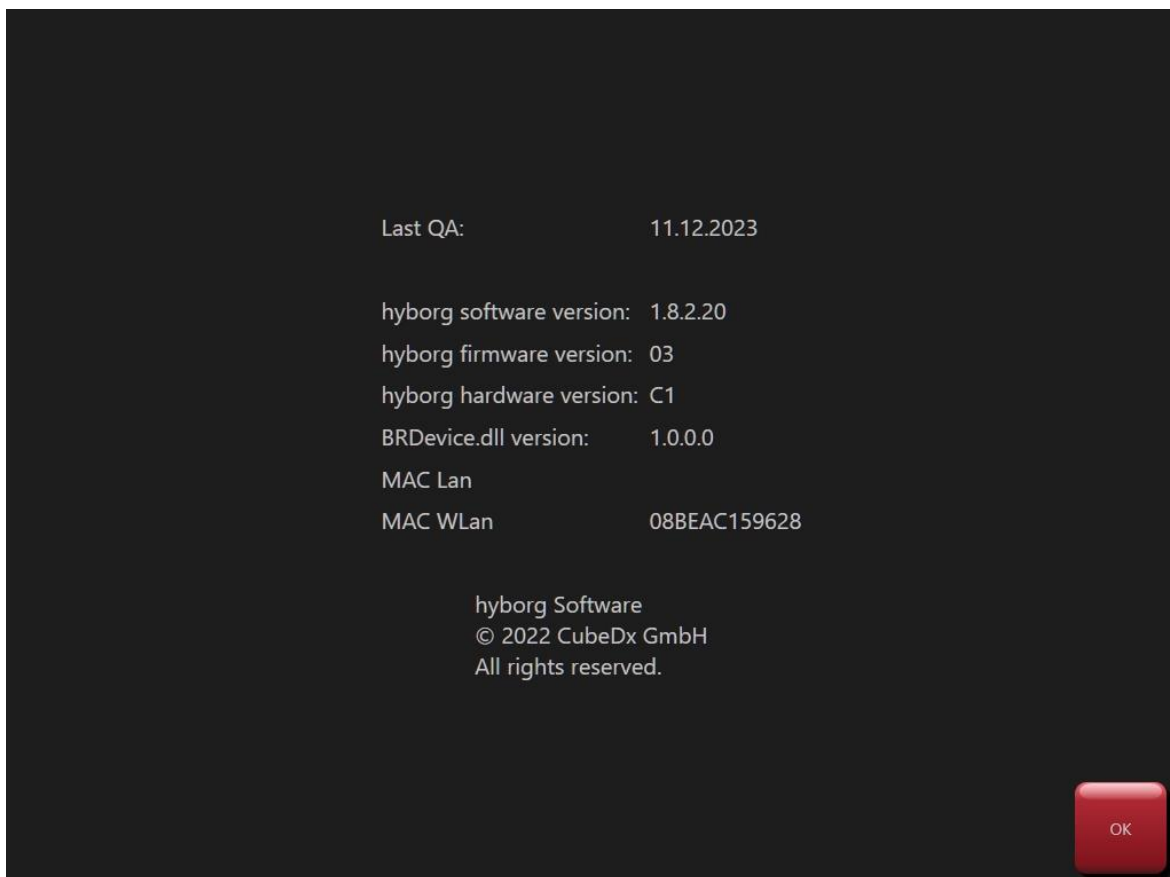 Last QA: 11.12.2023
hyborg software version: 1.8.2.20
hyborg firmware version: 03
hyborg hardware version: C1
BRDevice.dll version: 1.0.0.0
MAC Lan
MAC WLan 08BEAC159628
hyborg Software
© 2022 CubeDx GmbH
All rights reserved.
OK